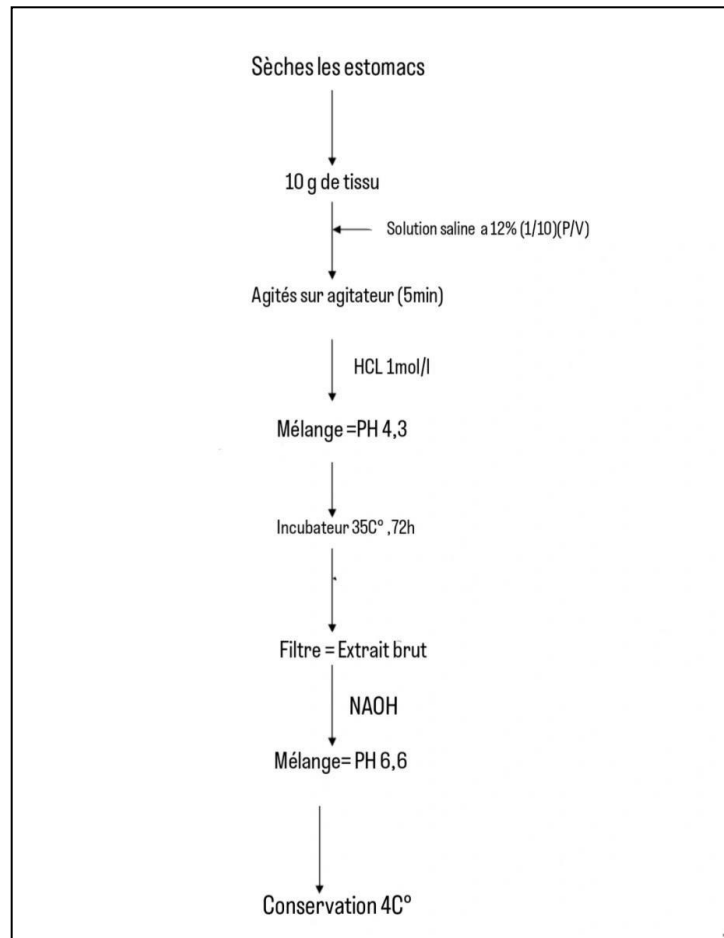 Sèches les estomacs
10 g de tissu
Solution saline a 12% (1/10)(P/V)
Agités sur agitateur (5min)
HCL 1mol/l
Mélange =PH 4,3
Incubateur 35C° ,72h
Filtre = Extrait brut
NAOH
Mélange= PH 6,6
Conservation 4C°